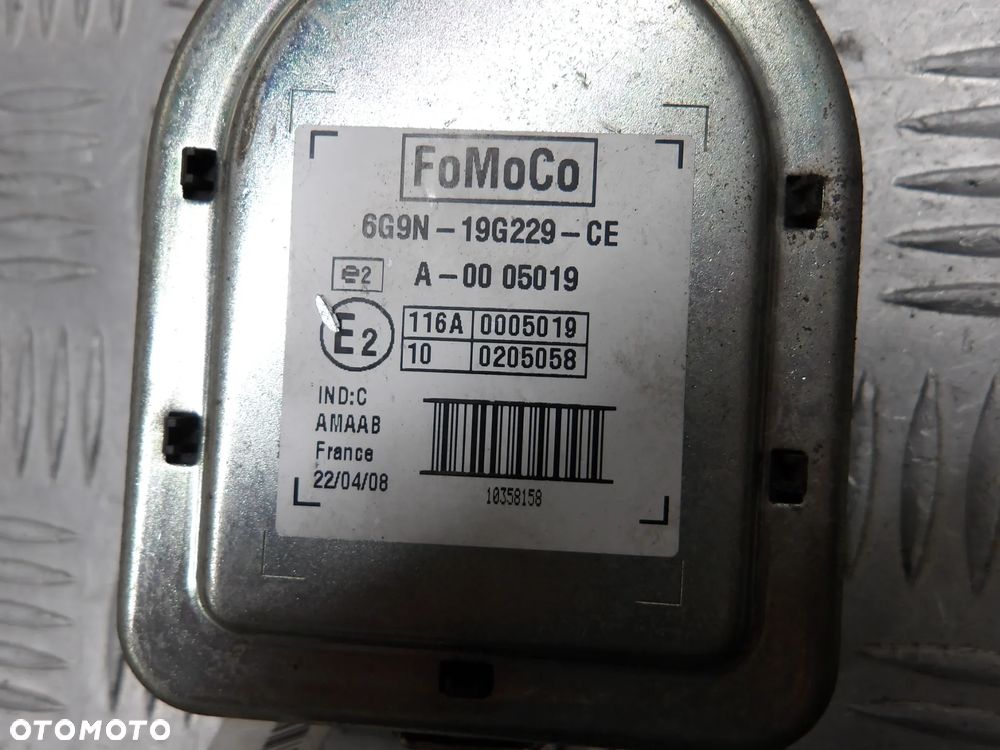 FoMoCo
6G9N-19G229-CE
e2 A-00 05019
E2 116A 0005019
10 0205058
IND:C
AMAAB
France
22/04/08
10358158
OTOMOTO